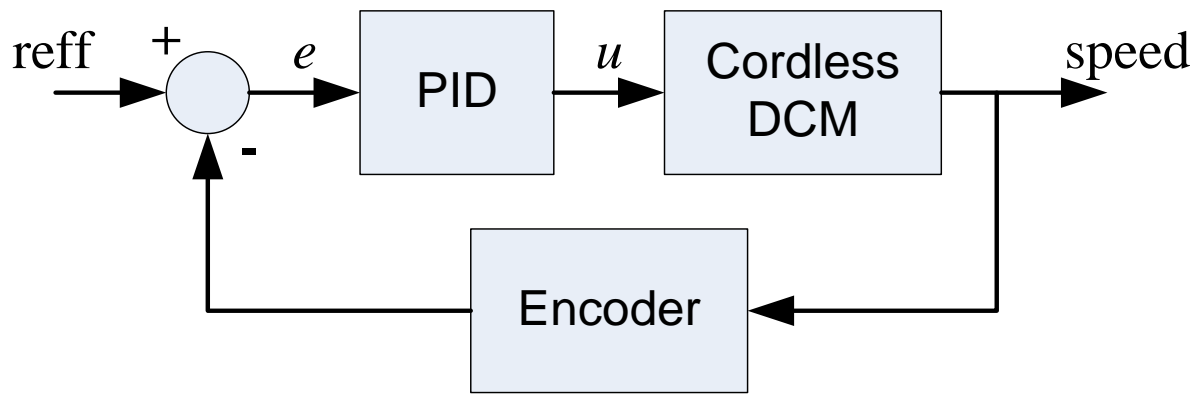 reff
+
e
PID
u
Cordless
DCM
speed
-
Encoder